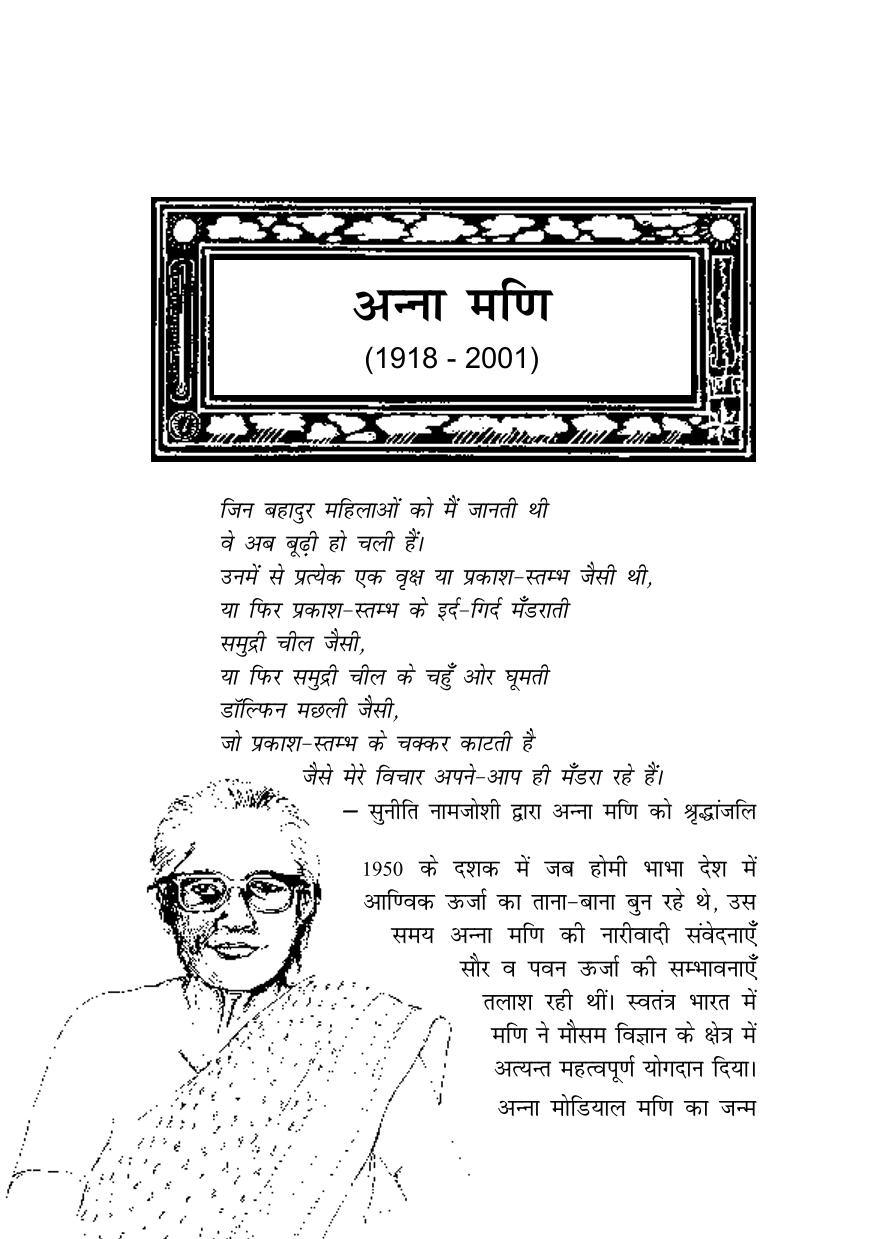 अन्ना मणि
(1918 - 2001)
जिन बहादुर महिलाओं को मैं जानती थी
वे अब बूढ़ी हो चली हैं।
उनमें से प्रत्येक एक वृक्ष या प्रकाश-स्तम्भ जैसी थी,
या फिर प्रकाश-स्तम्भ के इर्द-गिर्द मँडराती
समुद्री चील जैसी,
या फिर समुद्री चील के चहुँ ओर घूमती
डॉल्फिन मछली जैसी,
जो प्रकाश-स्तम्भ के चक्कर काटती है
जैसे मेरे विचार अपने-आप ही मँडरा रहे हैं।
– सुनीति नामजोशी द्वारा अन्ना मणि को श्रृद्धांजलि
1950 के दशक में जब होमी भाभा देश में
आण्विक ऊर्जा का ताना-बाना बुन रहे थे, उस
समय अन्ना मणि की नारीवादी संवेदनाएँ
सौर व पवन ऊर्जा की सम्भावनाएँ
तलाश रही थीं। स्वतंत्र भारत में
मणि ने मौसम विज्ञान के क्षेत्र में
अत्यन्त महत्वपूर्ण योगदान दिया।
अन्ना मोडियाल मणि का जन्म